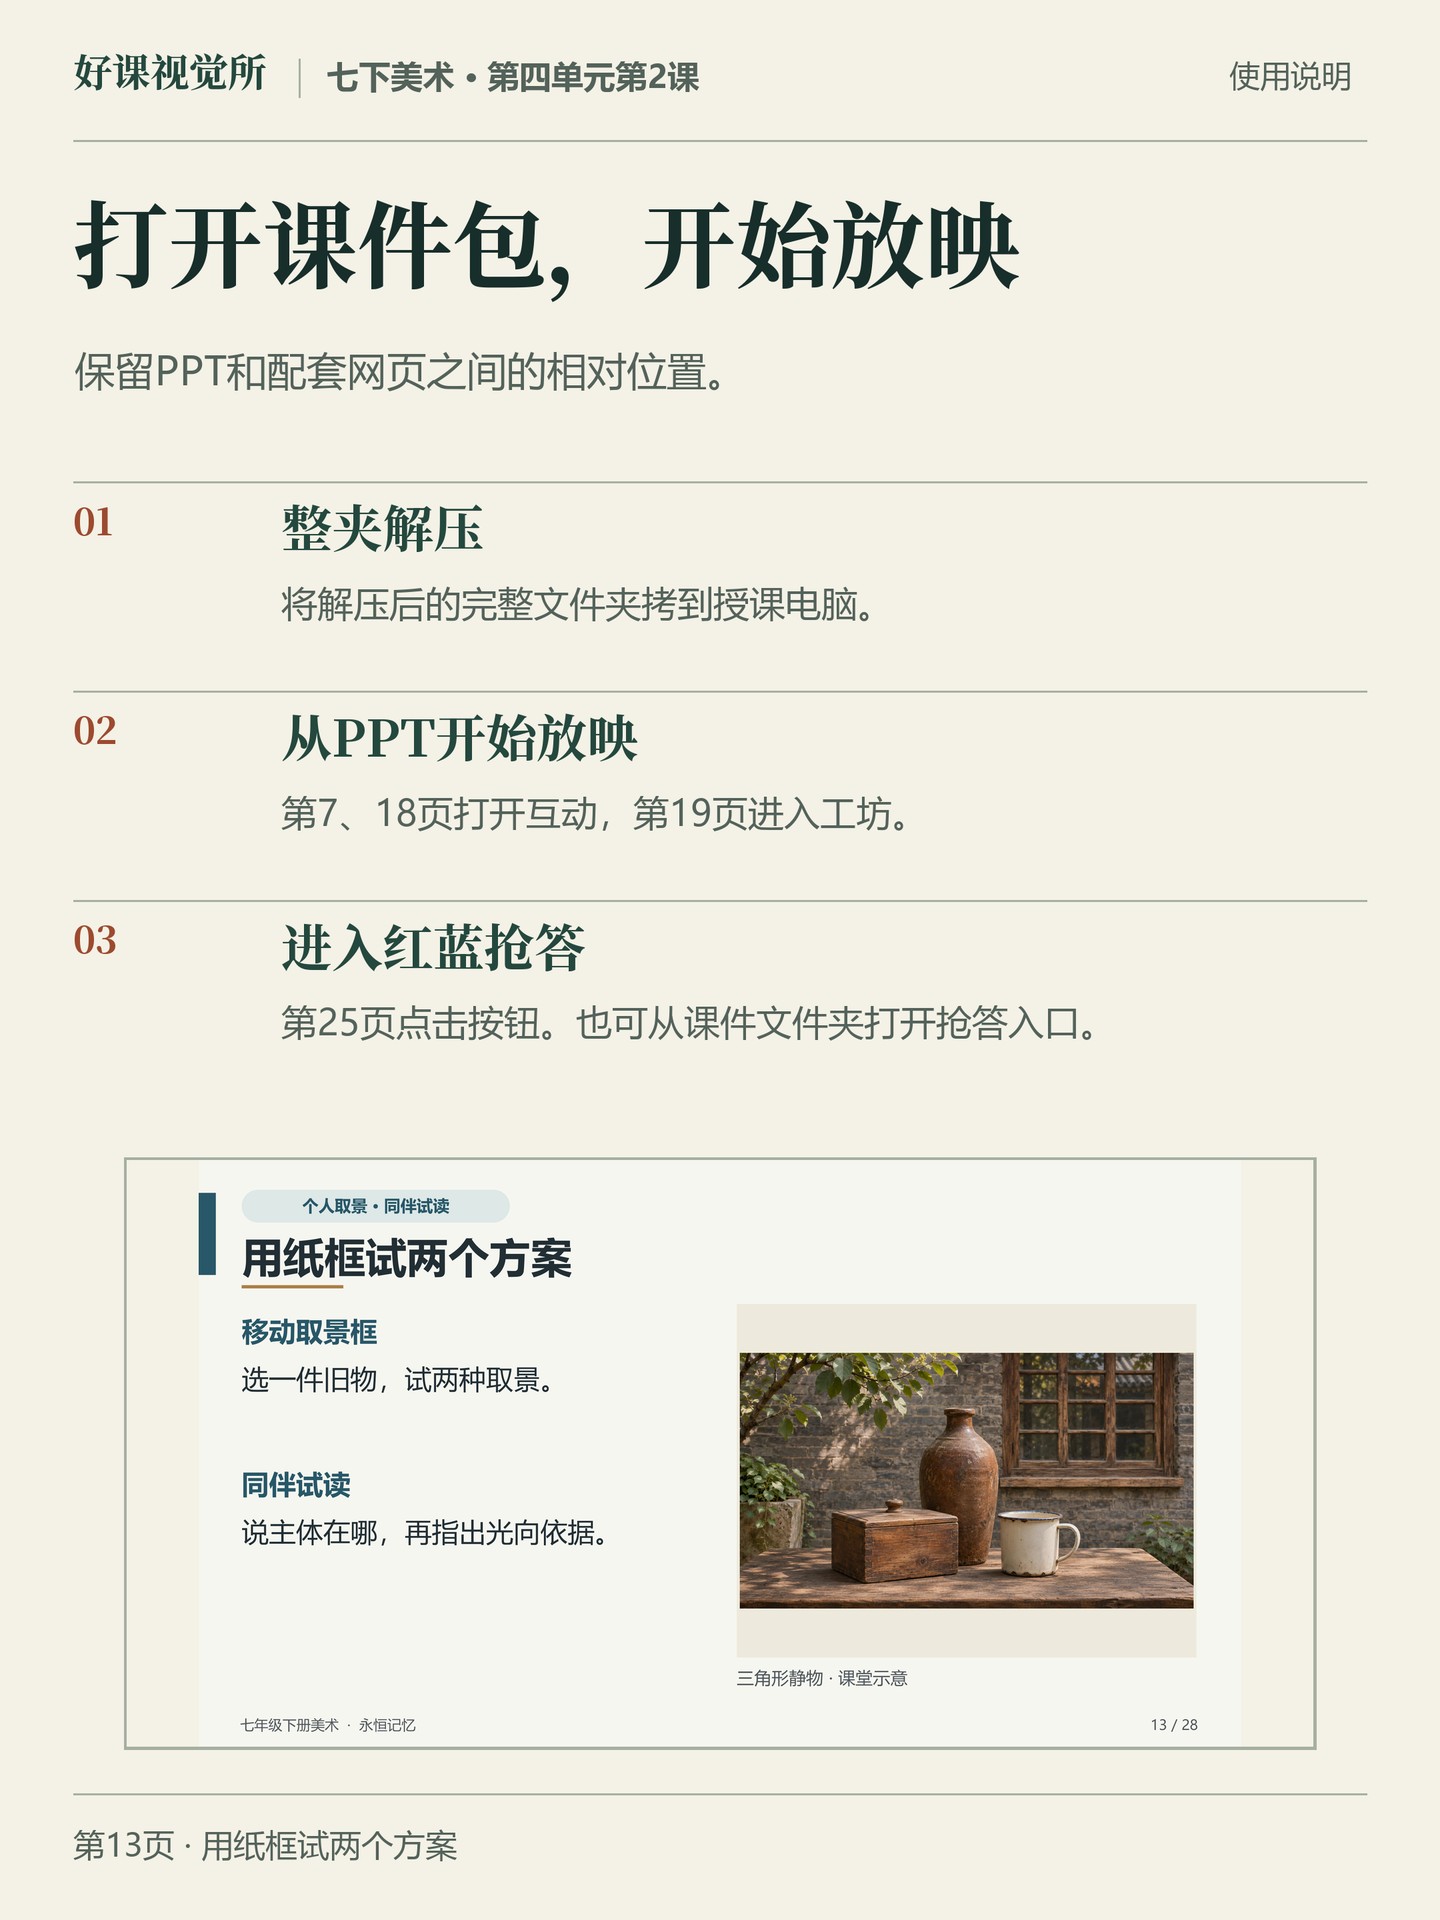 好课视觉所
七下美术·第四单元第2课
使用说明
打开课件包，开始放映
保留PPT和配套网页之间的相对位置。
01
整夹解压
将解压后的完整文件夹拷到授课电脑。
02
从PPT开始放映
第7、18页打开互动，第19页进入工坊。
03
进入红蓝抢答
第25页点击按钮。也可从课件文件夹打开抢答入口。
个人取景·同伴试读
用纸框试两个方案
移动取景框
选一件旧物，试两种取景。
同伴试读
说主体在哪，再指出光向依据。
三角形静物·课堂示意
七年级下册美术 · 永恒记忆
13 / 28
第13页·用纸框试两个方案